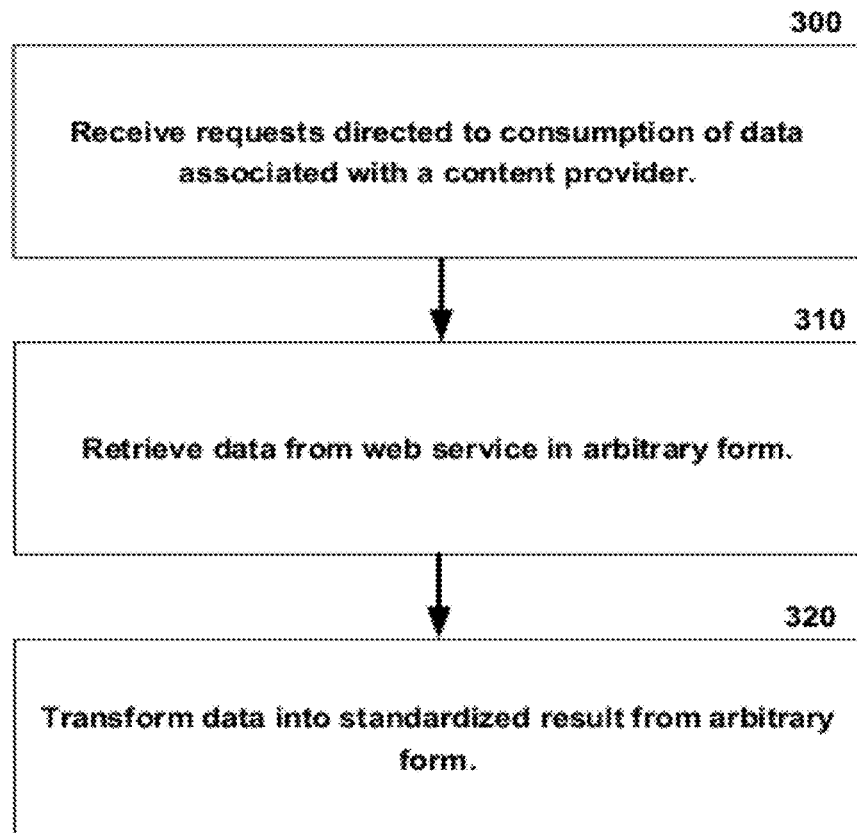 300
Receive requests directed to consumption of data
associated with a content provider.
310
Retrieve data from web service in arbitrary form.
320
Transform data into standardized result from arbitrary
form.